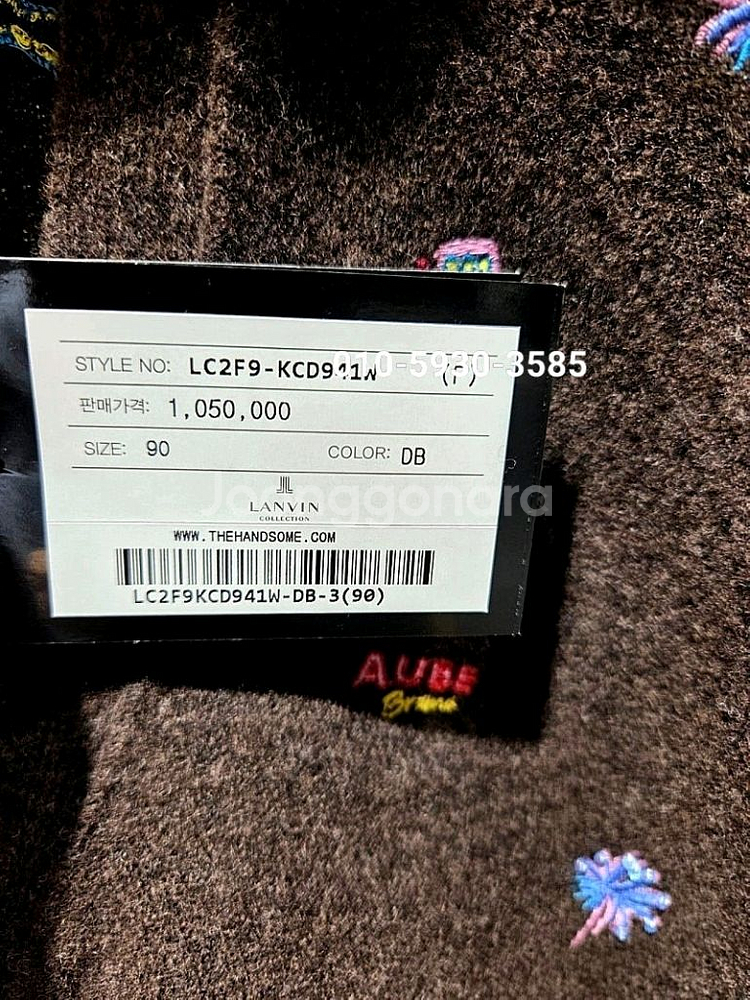 STYLE NO: LC2F9-KCD941W (P)
010-5930-3585
판매가격: 1,050,000
SIZE: 90 COLOR: DB
Joonggonara
LANVIN
COLLECTION
WWW.THEHANDSOME.COM
LC2F9KCD941W-DB-3(90)
AUBE